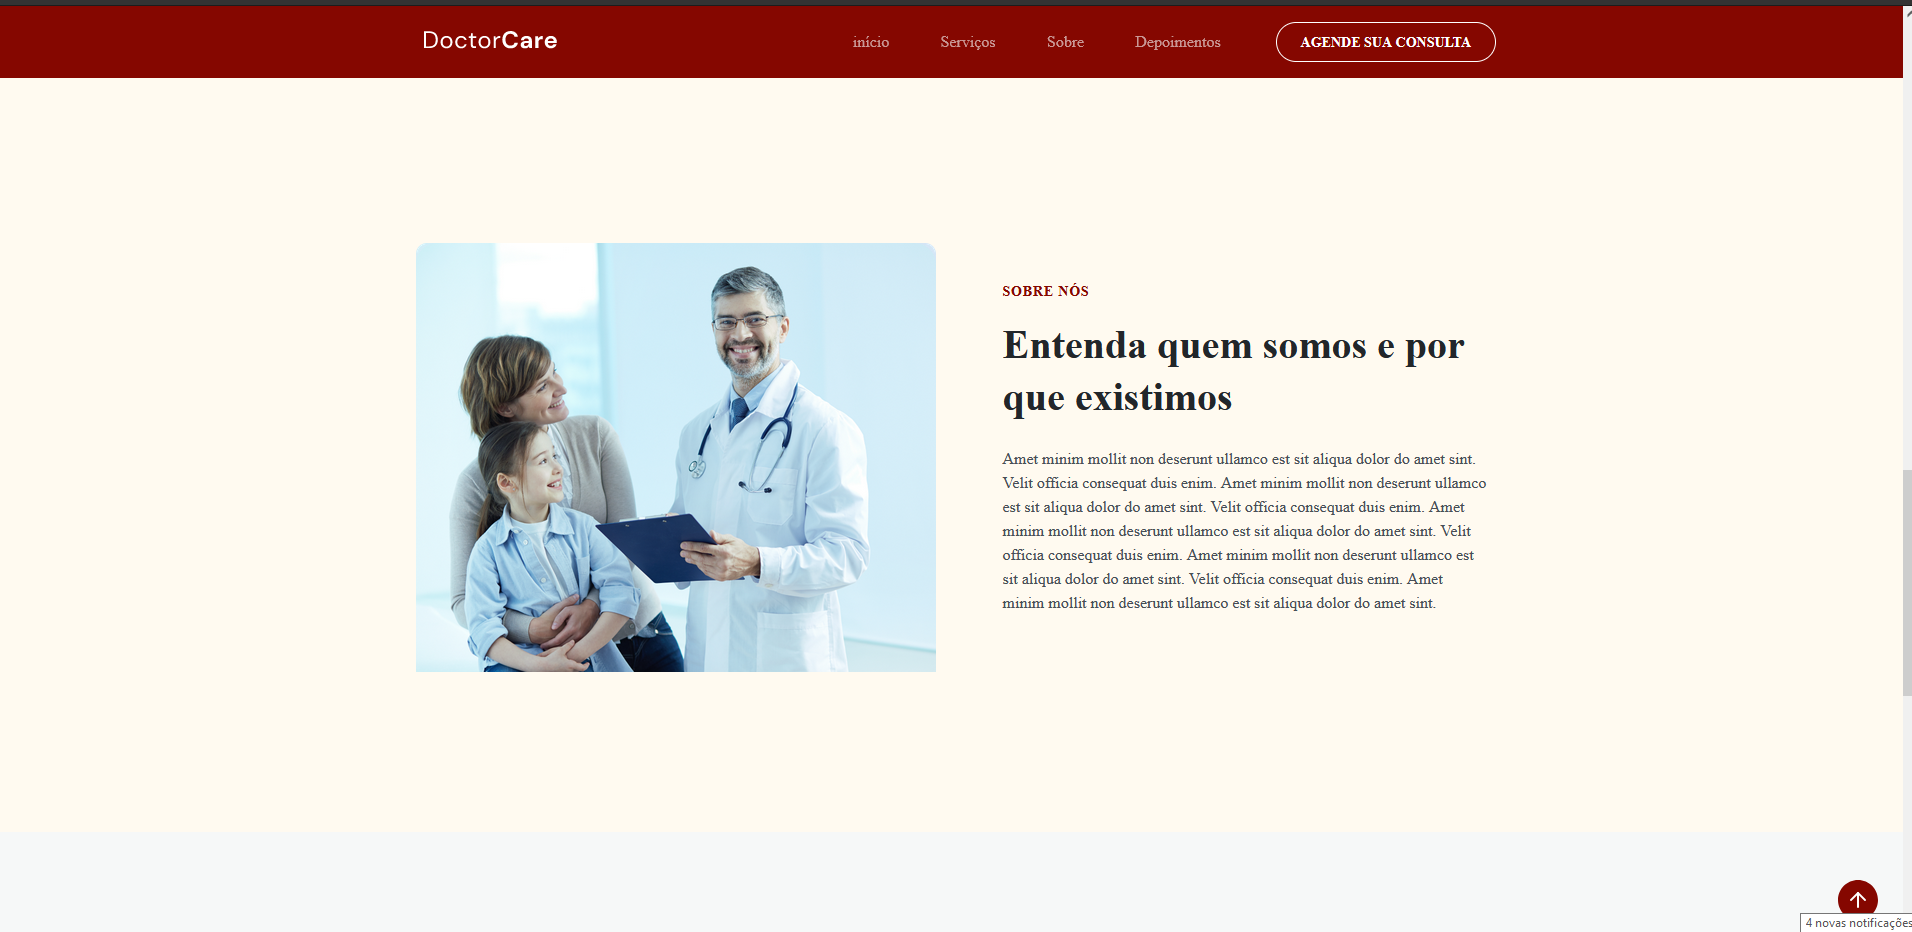 DoctorCare
início Serviços Sobre Depoimentos AGENDE SUA CONSULTA
SOBRE NÓS
Entenda quem somos e por
que existimos
Amet minim mollit non deserunt ullamco est sit aliqua dolor do amet sint.
Velit officia consequat duis enim. Amet minim mollit non deserunt ullamco
est sit aliqua dolor do amet sint. Velit officia consequat duis enim. Amet
minim mollit non deserunt ullamco est sit aliqua dolor do amet sint. Velit
officia consequat duis enim. Amet minim mollit non deserunt ullamco est
sit aliqua dolor do amet sint. Velit officia consequat duis enim. Amet
minim mollit non deserunt ullamco est sit aliqua dolor do amet sint.
4 novas notificações